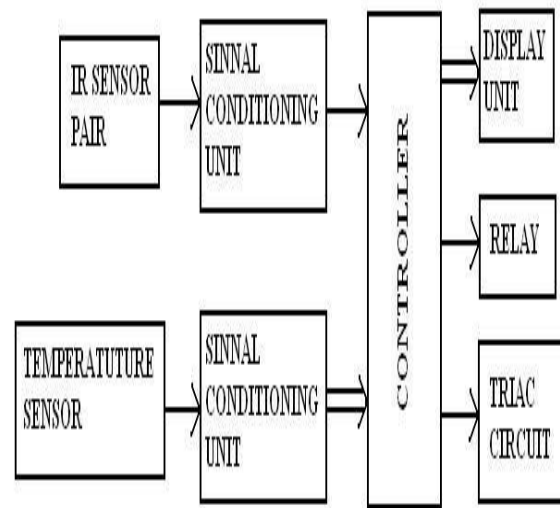 IR SENSOR
PAIR
SINNAL
CONDITIONING
UNIT
CONTROLLER
DISPLAY
UNIT
RELAY
TEMPERATUTURE
SENSOR
SINNAL
CONDITIONING
UNIT
TRIAC
CIRCUIT